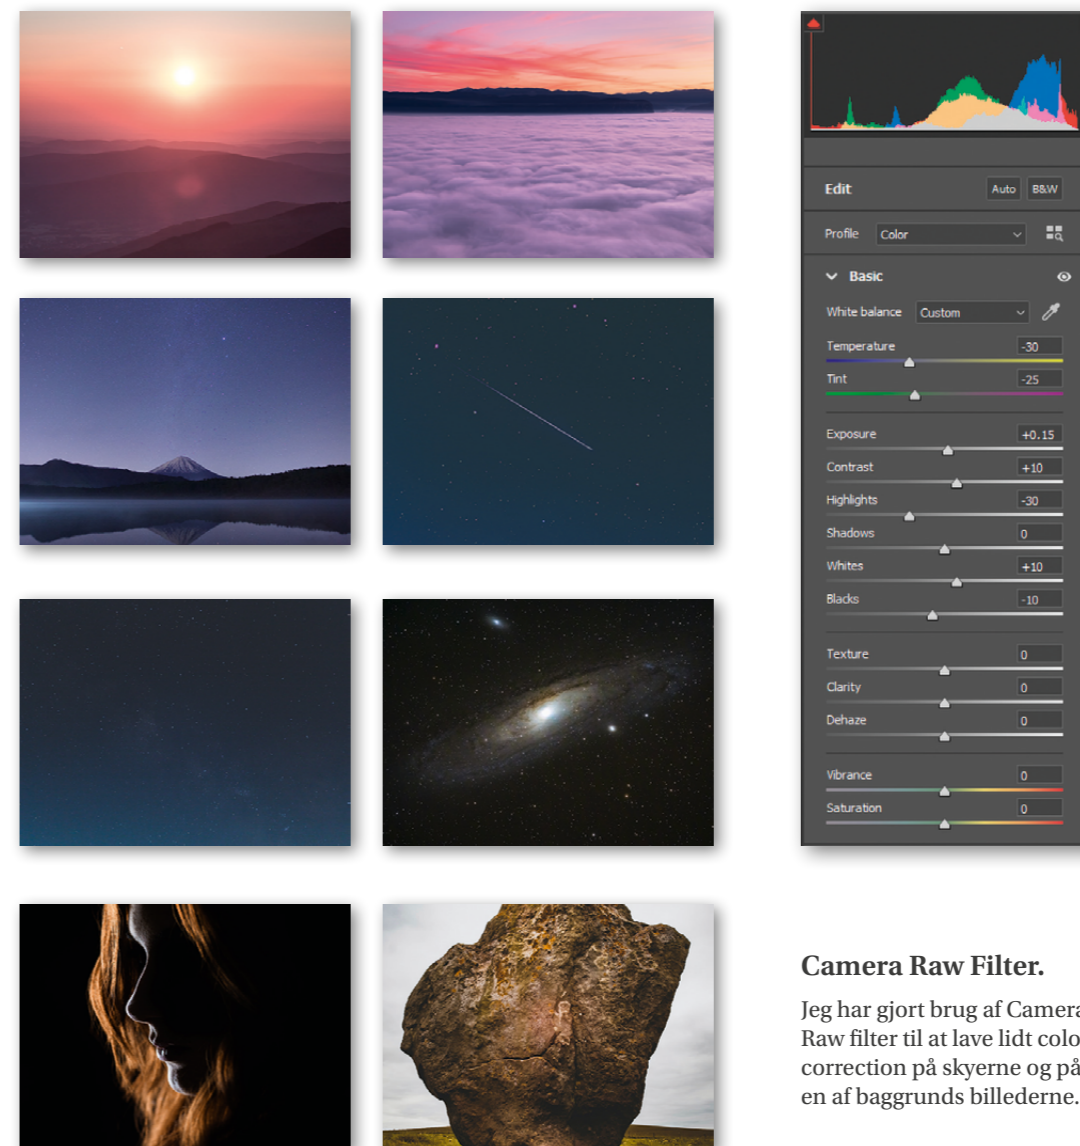 Edit
Auto B&W
Profile Color
Basic
White balance Custom
Temperature -30
Tint -25
Exposure +0.15
Contrast +10
Highlights -30
Shadows 0
Whites +10
Blacks -10
Texture 0
Clarity 0
Dehaze 0
Vibrance 0
Saturation 0
Camera Raw Filter.
Jeg har gjort brug af Camera
Raw filter til at lave lidt colo
correction på skyerne og på
en af baggrunds billederne.